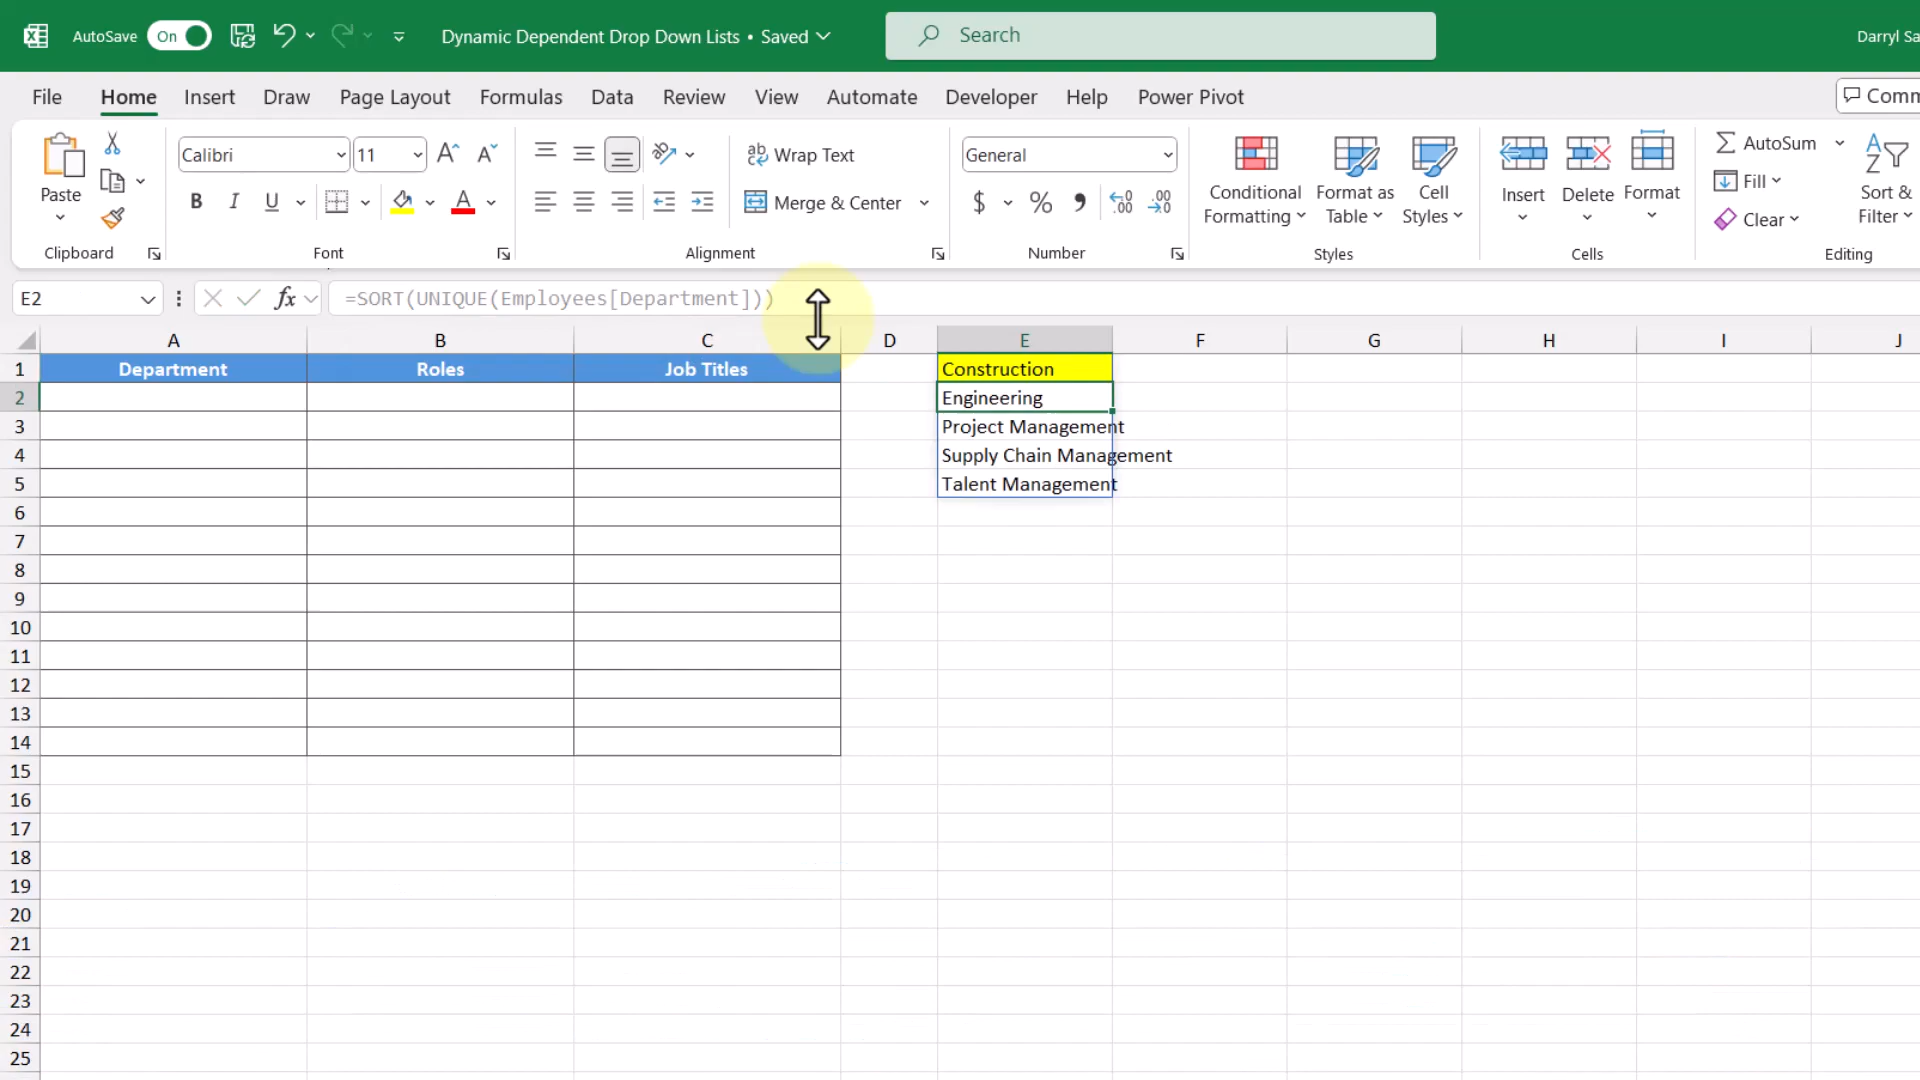 AutoSave On Dynamic Dependent Drop Down Lists • Saved Search Darryl Sa
File Home Insert Draw Page Layout Formulas Data Review View Automate Developer Help Power Pivot Comm
Paste
Clipboard
Calibri 11
B I U A
Font
ab Wrap Text
Merge & Center
Alignment
General
$ % , .00 .00
Number
Conditional Formatting
Format as Table
Cell Styles
Styles
Insert Delete Format
Cells
AutoSum
Fill
Clear
Sort & Filter
Editing
E2 fx =SORT(UNIQUE(Employees[Department]))
A B C D E F G H I J
1 Department Roles Job Titles Construction
2 Engineering
3 Project Management
4 Supply Chain Management
5 Talent Management
6
7
8
9
10
11
12
13
14
15
16
17
18
19
20
21
22
23
24
25